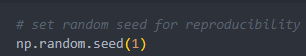 # set random seed for reproducibility
np.random.seed(1)